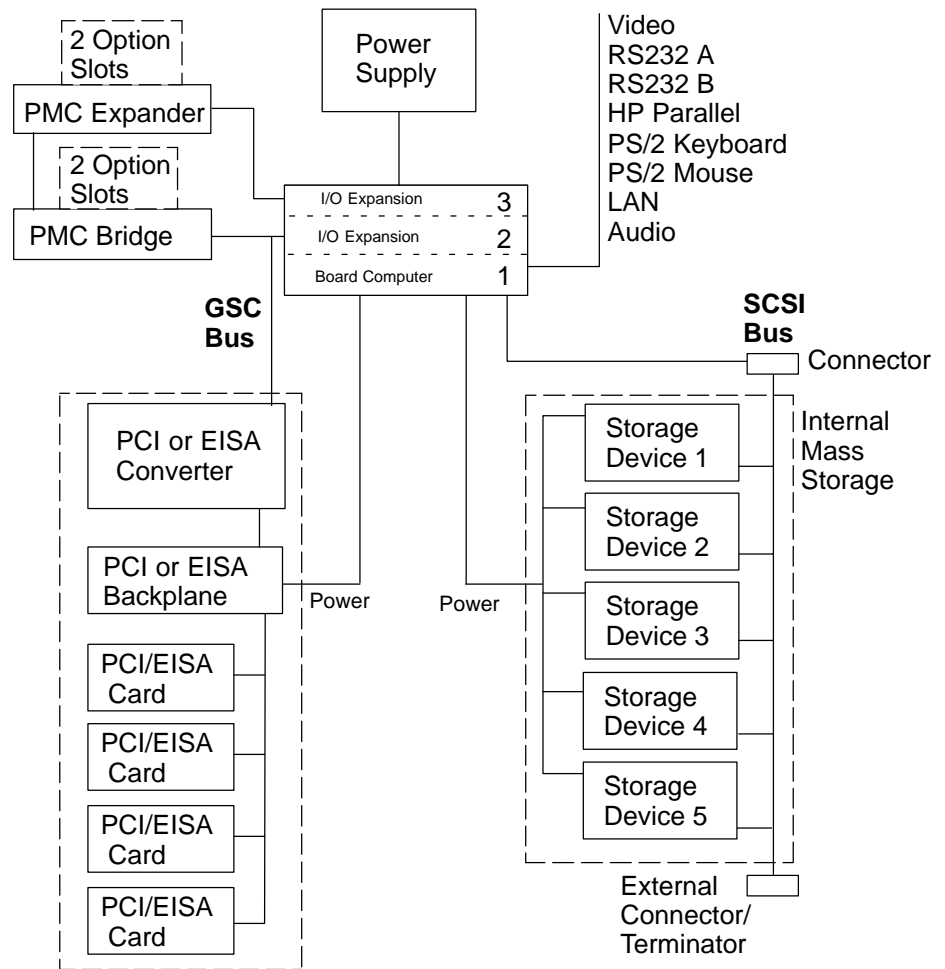 2 Option
Slots
PMC Expander
2 Option
Slots
PMC Bridge
Power
Supply
Video
RS232 A
RS232 B
HP Parallel
PS/2 Keyboard
PS/2 Mouse
LAN
Audio
I/O Expansion 3
I/O Expansion 2
Board Computer 1
GSC
Bus
SCSI
Bus
Connector
PCI or EISA
Converter
PCI or EISA
Backplane
Power
PCI/EISA
Card
PCI/EISA
Card
PCI/EISA
Card
PCI/EISA
Card
Power
Storage
Device 1
Storage
Device 2
Storage
Device 3
Storage
Device 4
Storage
Device 5
Internal
Mass
Storage
External
Connector/
Terminator